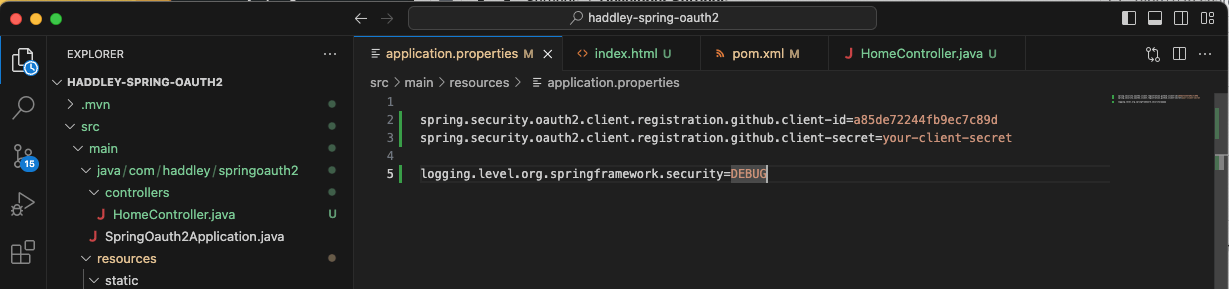 haddley-spring-oauth2
EXPLORER
application.properties M
index.html U
pom.xml M
HomeController.java U
HADDLEY-SPRING-OAUTH2
src > main > resources > application.properties
.mvn
src
main
java/com/haddley/springoauth2
controllers
J HomeController.java U
J SpringOauth2Application.java
resources
static
15
1
2 spring.security.oauth2.client.registration.github.client-id=a85de72244fb9ec7c89d
3 spring.security.oauth2.client.registration.github.client-secret=your-client-secret
4
5 logging.level.org.springframework.security=DEBUG